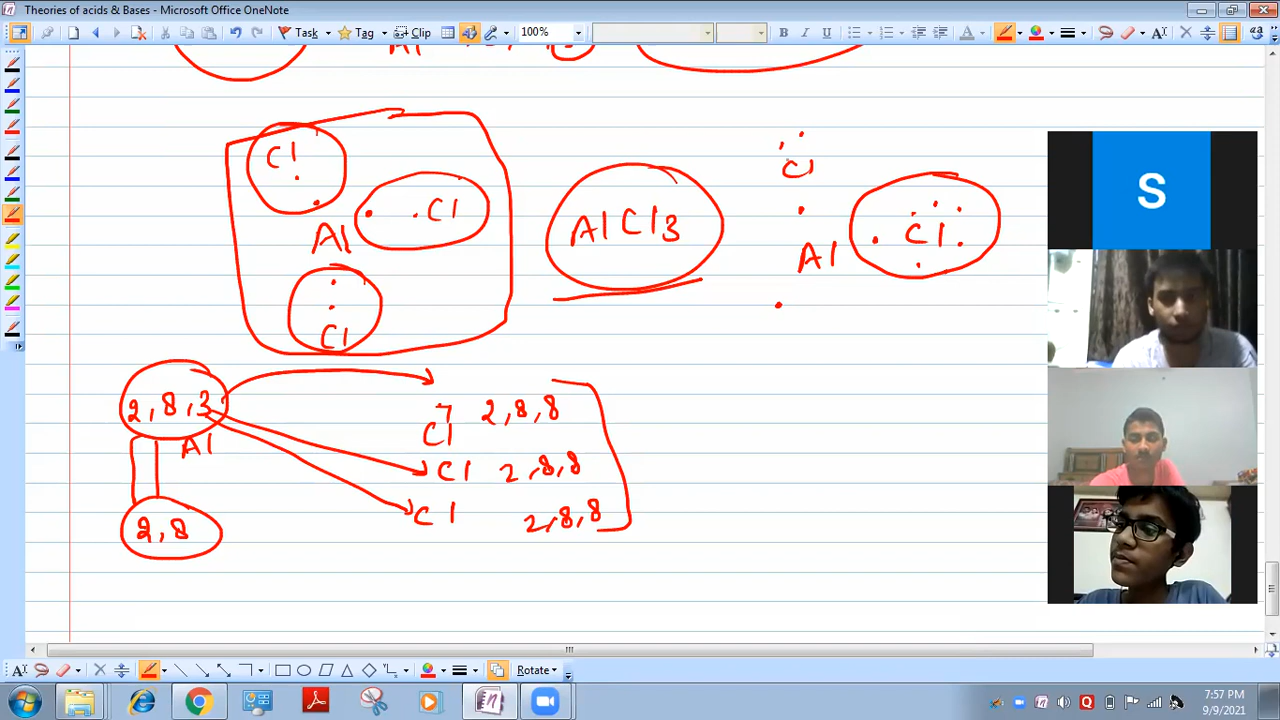 Theories of acids & Bases - Microsoft Office OneNote
Task Clip 100% B I U
Al
Cl
Cl
Al
Cl
AlCl3
Cl
Al
Cl
S
2,8,3
Al
2,8
Cl 2,8,8
Cl 2,8,8
Cl 2,8,8
Rotate
7:57 PM
9/9/2021